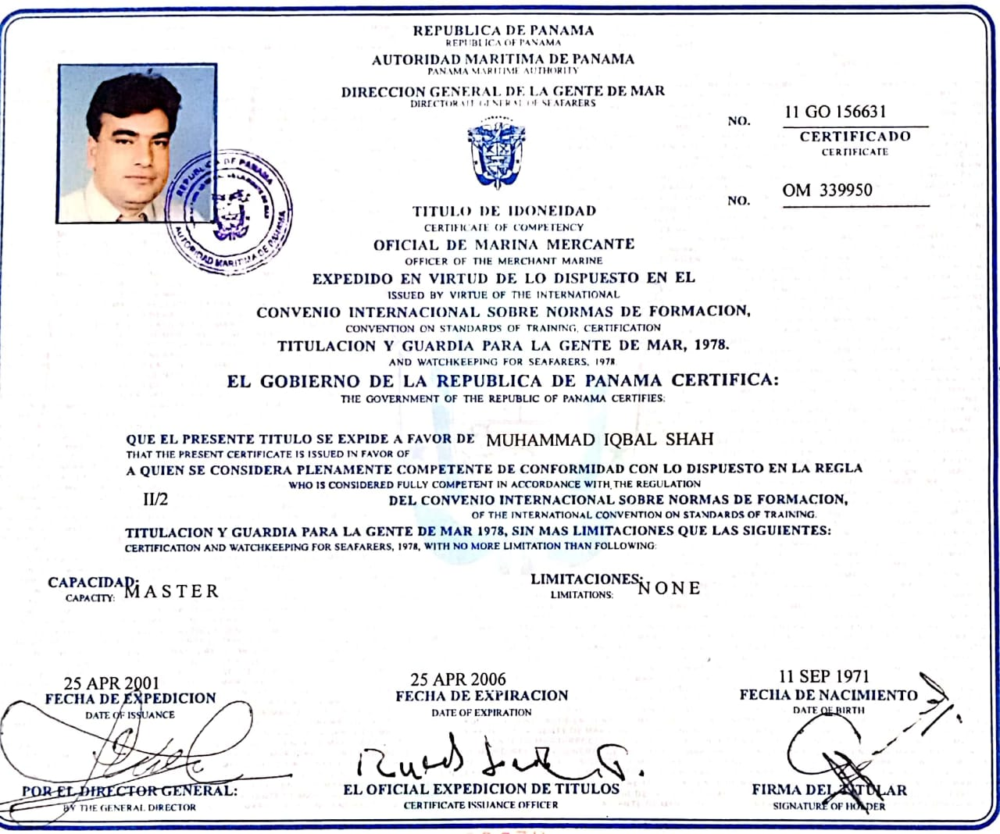 REPUBLICA DE PANAMA
REPUBLIC OF PANAMA
AUTORIDAD MARITIMA DE PANAMA
PANAMA MARITIME AUTHORITY
DIRECCION GENERAL DE LA GENTE DE MAR
DIRECTORATE GENERAL OF SEAFARERS
NO. 11 GO 156631
CERTIFICADO
CERTIFICATE
NO. OM 339950
REPUBLICA DE PANAMA
AUTORIDAD MARITIMA DE PANAMA
TITULO DE IDONEIDAD
CERTIFICATE OF COMPETENCY
OFICIAL DE MARINA MERCANTE
OFFICER OF THE MERCHANT MARINE
EXPEDIDO EN VIRTUD DE LO DISPUESTO EN EL
ISSUED BY VIRTUE OF THE INTERNATIONAL
CONVENIO INTERNACIONAL SOBRE NORMAS DE FORMACION,
CONVENTION ON STANDARDS OF TRAINING, CERTIFICATION
TITULACION Y GUARDIA PARA LA GENTE DE MAR, 1978.
AND WATCHKEEPING FOR SEAFARERS, 1978
EL GOBIERNO DE LA REPUBLICA DE PANAMA CERTIFICA:
THE GOVERNMENT OF THE REPUBLIC OF PANAMA CERTIFIES:
QUE EL PRESENTE TITULO SE EXPIDE A FAVOR DE MUHAMMAD IQBAL SHAH
THAT THE PRESENT CERTIFICATE IS ISSUED IN FAVOR OF
A QUIEN SE CONSIDERA PLENAMENTE COMPETENTE DE CONFORMIDAD CON LO DISPUESTO EN LA REGLA
WHO IS CONSIDERED FULLY COMPETENT IN ACCORDANCE WITH THE REGULATION
II/2 DEL CONVENIO INTERNACIONAL SOBRE NORMAS DE FORMACION,
OF THE INTERNATIONAL CONVENTION ON STANDARDS OF TRAINING.
TITULACION Y GUARDIA PARA LA GENTE DE MAR 1978, SIN MAS LIMITACIONES QUE LAS SIGUIENTES:
CERTIFICATION AND WATCHKEEPING FOR SEAFARERS, 1978, WITH NO MORE LIMITATION THAN FOLLOWING:
CAPACIDAD: MASTER
CAPACITY:
LIMITACIONES: NONE
LIMITATIONS:
25 APR 2001
FECHA DE EXPEDICION
DATE OF ISSUANCE
25 APR 2006
FECHA DE EXPIRACION
DATE OF EXPIRATION
11 SEP 1971
FECHA DE NACIMIENTO
DATE OF BIRTH
POR EL DIRECTOR GENERAL:
BY THE GENERAL DIRECTOR
EL OFICIAL EXPEDICION DE TITULOS
CERTIFICATE ISSUANCE OFFICER
FIRMA DEL TITULAR
SIGNATURE OF HOLDER